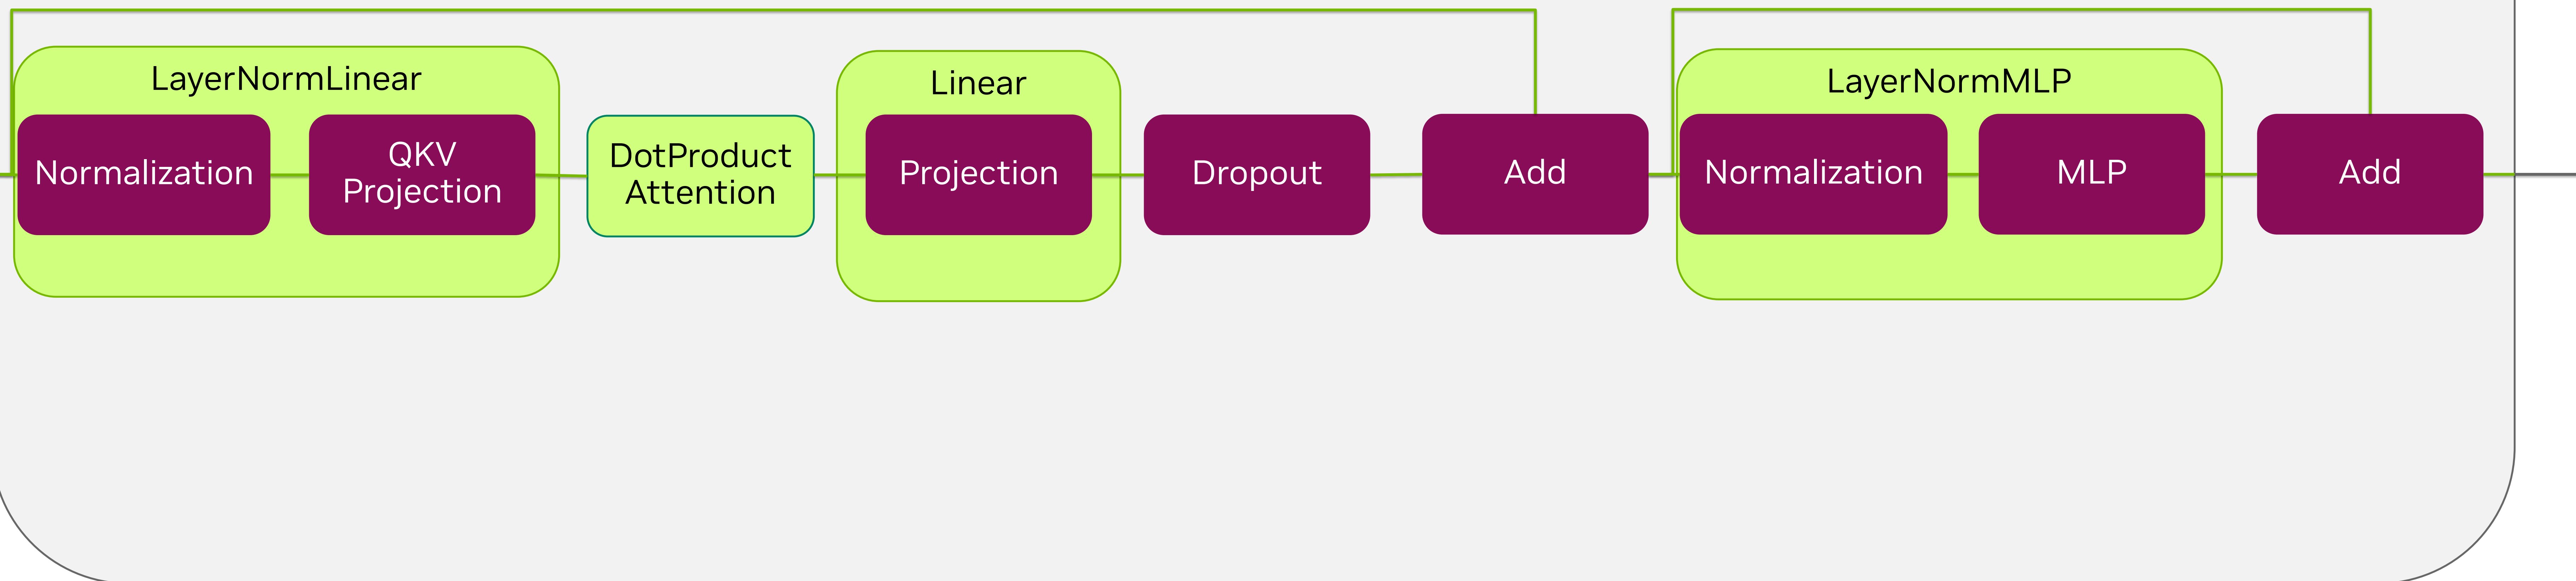 LayerNormLinear
Normalization
QKV
Projection
DotProduct
Attention
Linear
Projection
Dropout
Add
LayerNormMLP
Normalization
MLP
Add